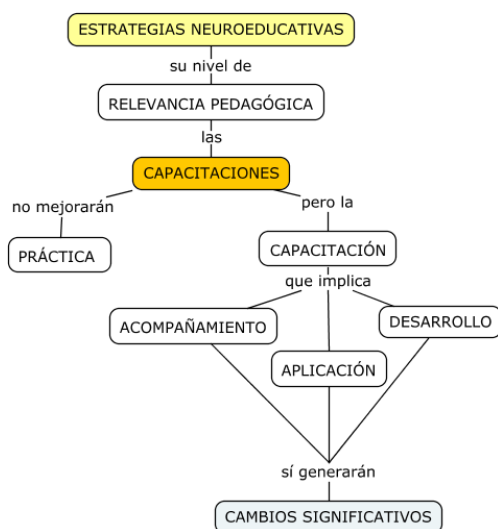 ESTRATEGIAS NEUROEDUCATIVAS
su nivel de
RELEVANCIA PEDAGÓGICA
las
CAPACITACIONES
no mejorarán
pero la
PRÁCTICA
CAPACITACIÓN
que implica
ACOMPAÑAMIENTO
DESARROLLO
APLICACIÓN
sí generarán
CAMBIOS SIGNIFICATIVOS